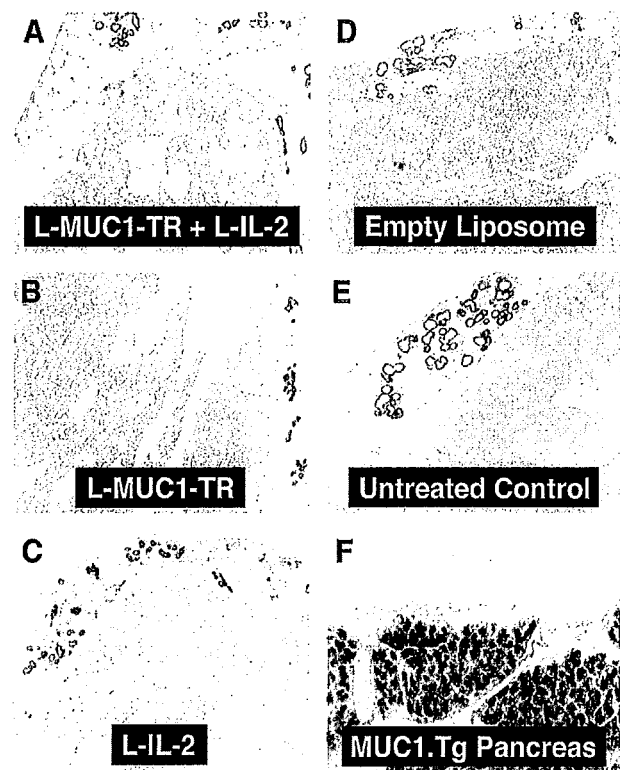 A
L-MUC1-TR + L-IL-2
B
L-MUC1-TR
C
L-IL-2
D
Empty Liposome
E
Untreated Control
F
MUC1.Tg Pancreas